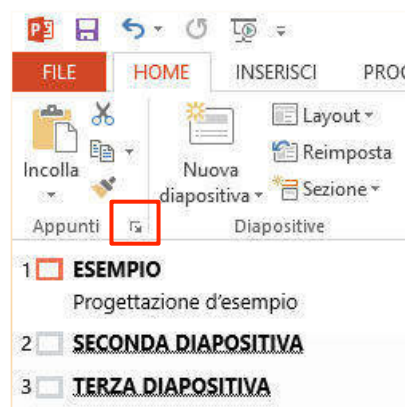 FILE HOME INSERISCI PROG
Incolla
Nuova diapositiva
Layout
Reimposta
Sezione
Appunti Diapositive
1 ESEMPIO
Progettazione d'esempio
2 SECONDA DIAPOSITIVA
3 TERZA DIAPOSITIVA